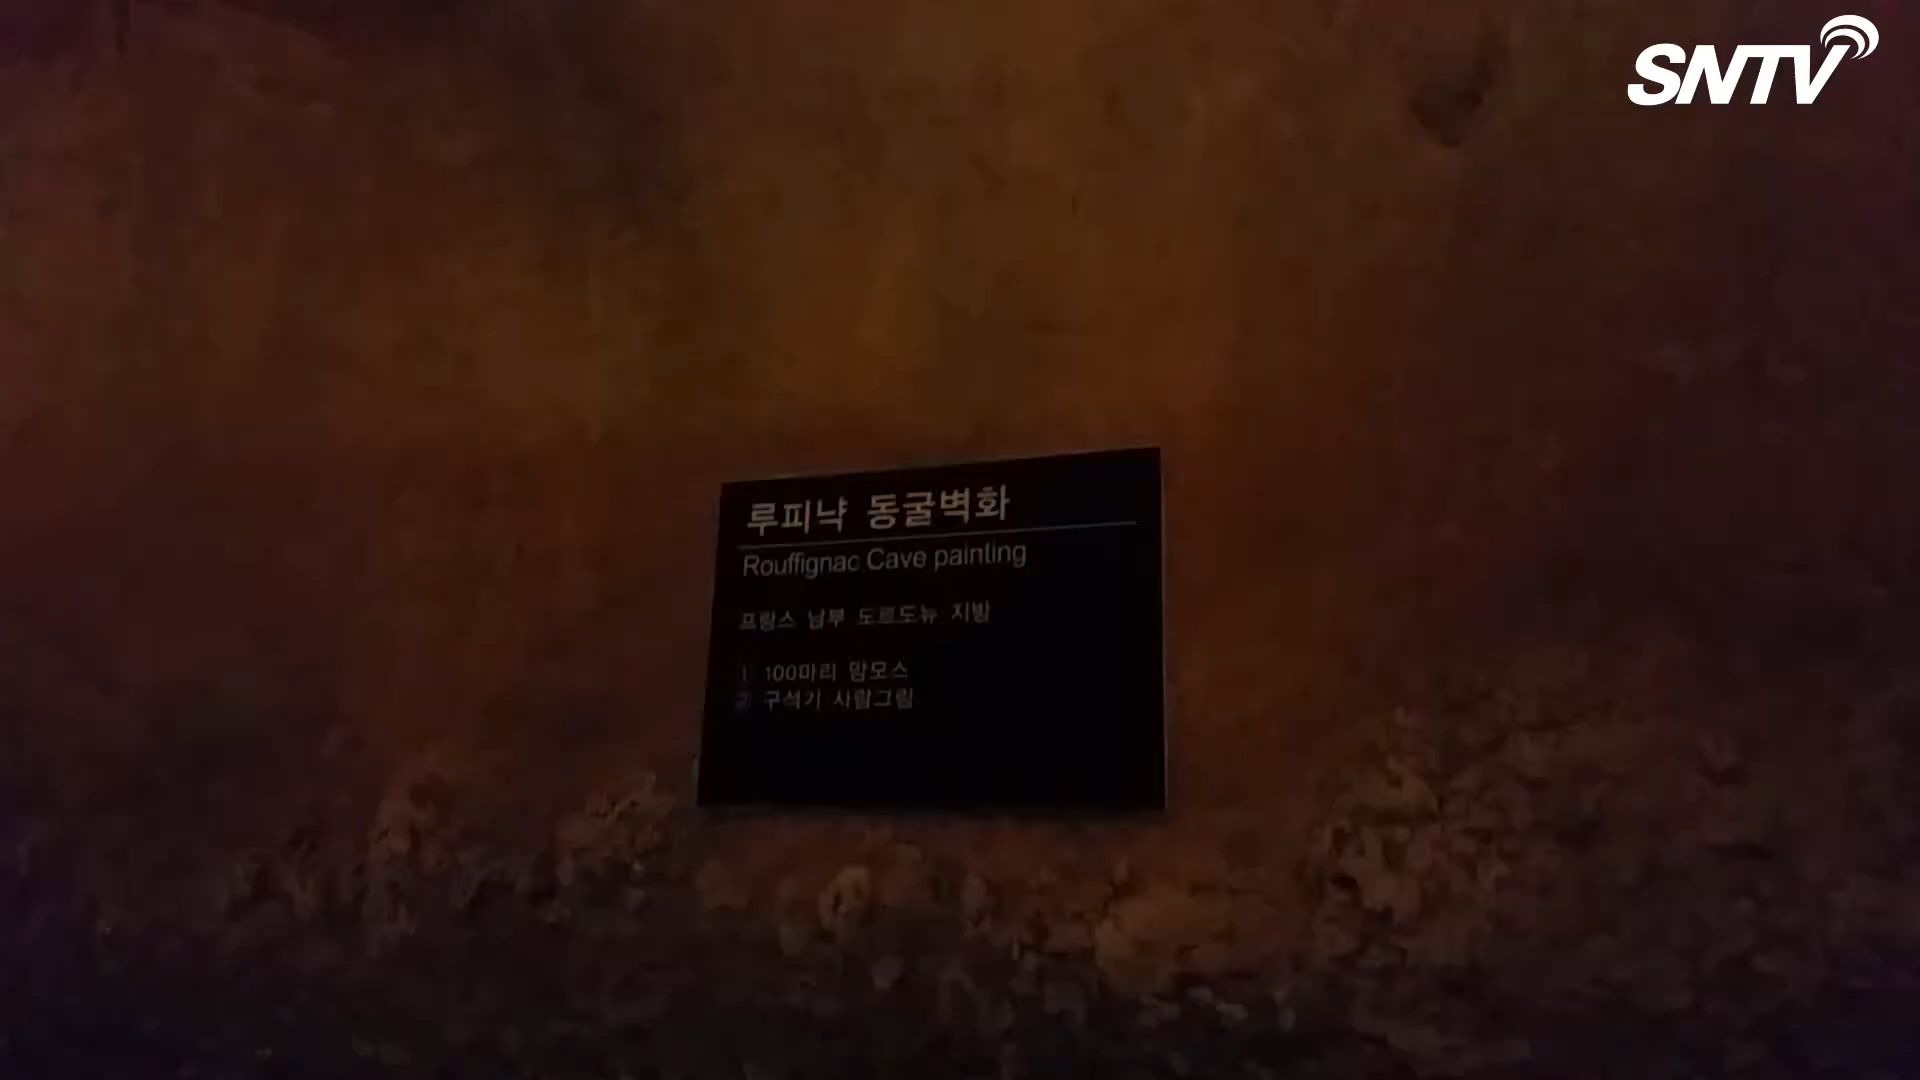 SNTV
루피냑 동굴벽화
Rouffignac Cave painting
프랑스 남부 도르도뉴 지방
1 100마리 맘모스
2 구석기 사람그림